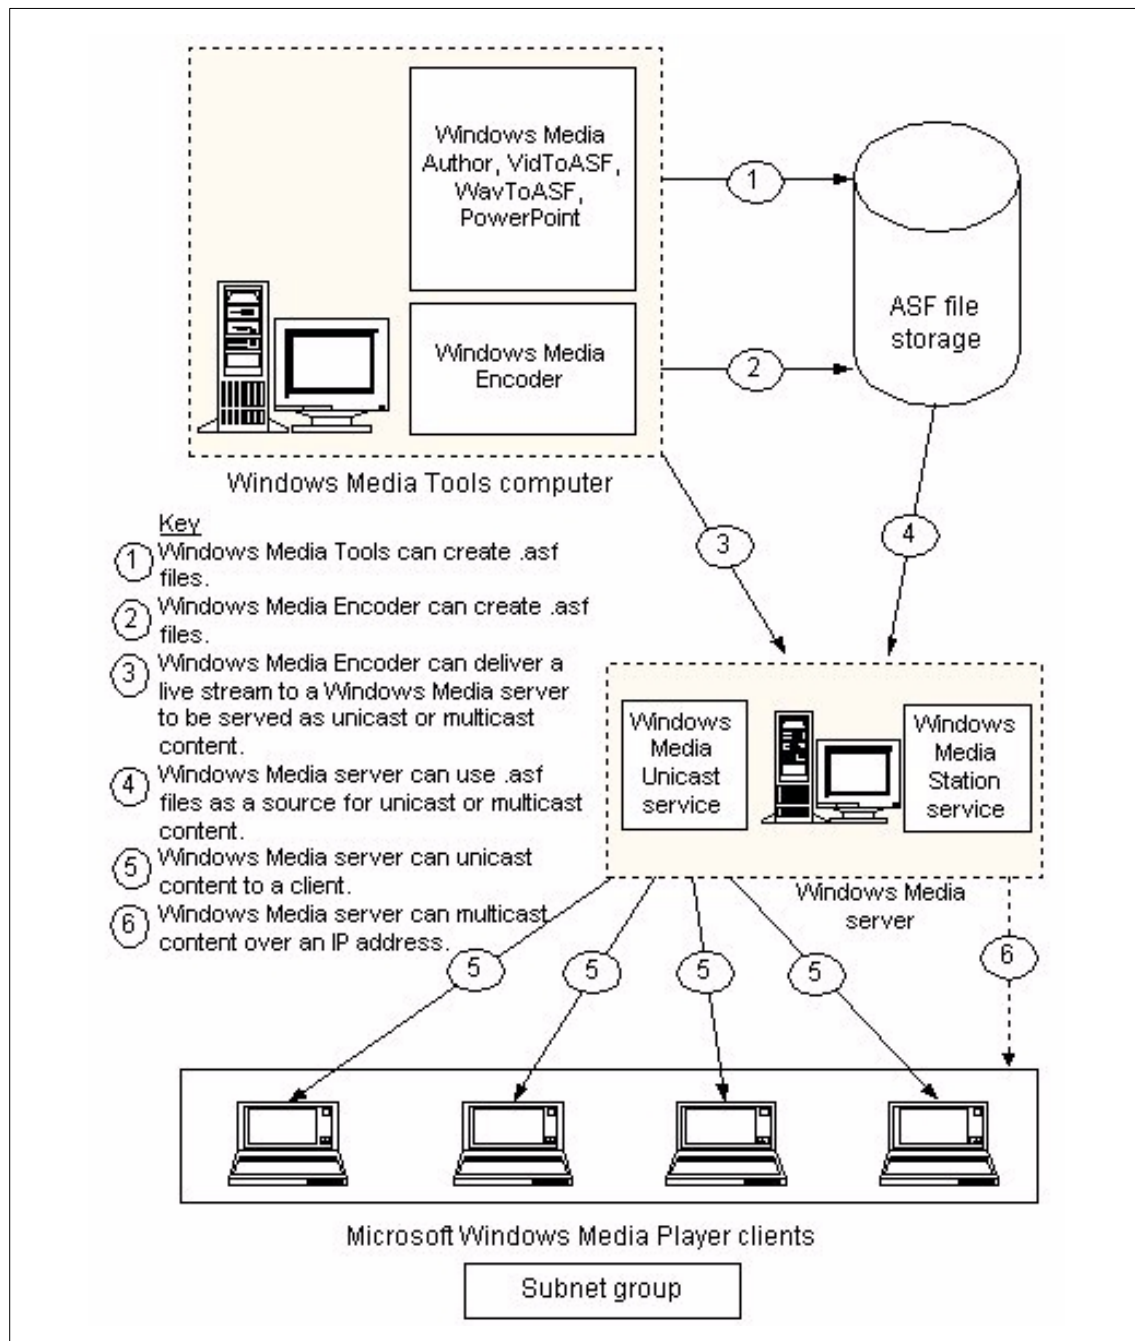 Windows Media
Author, VidToASF,
WavToASF,
PowerPoint
1
ASF file
storage
Windows Media
Encoder
2
Windows Media Tools computer
3
4
Key
1 Windows Media Tools can create .asf
files.
2 Windows Media Encoder can create .asf
files.
3 Windows Media Encoder can deliver a
live stream to a Windows Media server
to be served as unicast or multicast
content.
4 Windows Media server can use .asf
files as a source for unicast or multicast
content.
5 Windows Media server can unicast
content to a client.
6 Windows Media server can multicast
content over an IP address.
Windows
Media
Unicast
service
Windows
Media
Station
service
Windows Media
server
5
5
5
5
6
Microsoft Windows Media Player clients
Subnet group